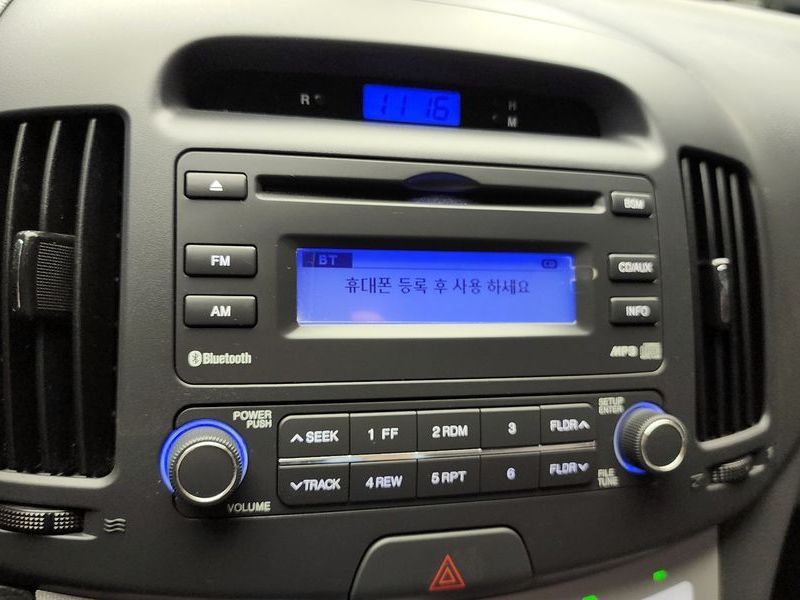 R
11:16
H
M
BSM
FM
BT
CD/AUX
휴대폰 등록 후 사용 하세요
AM
INFO
Bluetooth
MP3
POWER
PUSH
SETUP
ENTER
SEEK
1 FF
2 RDM
3
FLDR
TRACK
4 REW
5 RPT
6
FLDR
FILE
TUNE
VOLUME